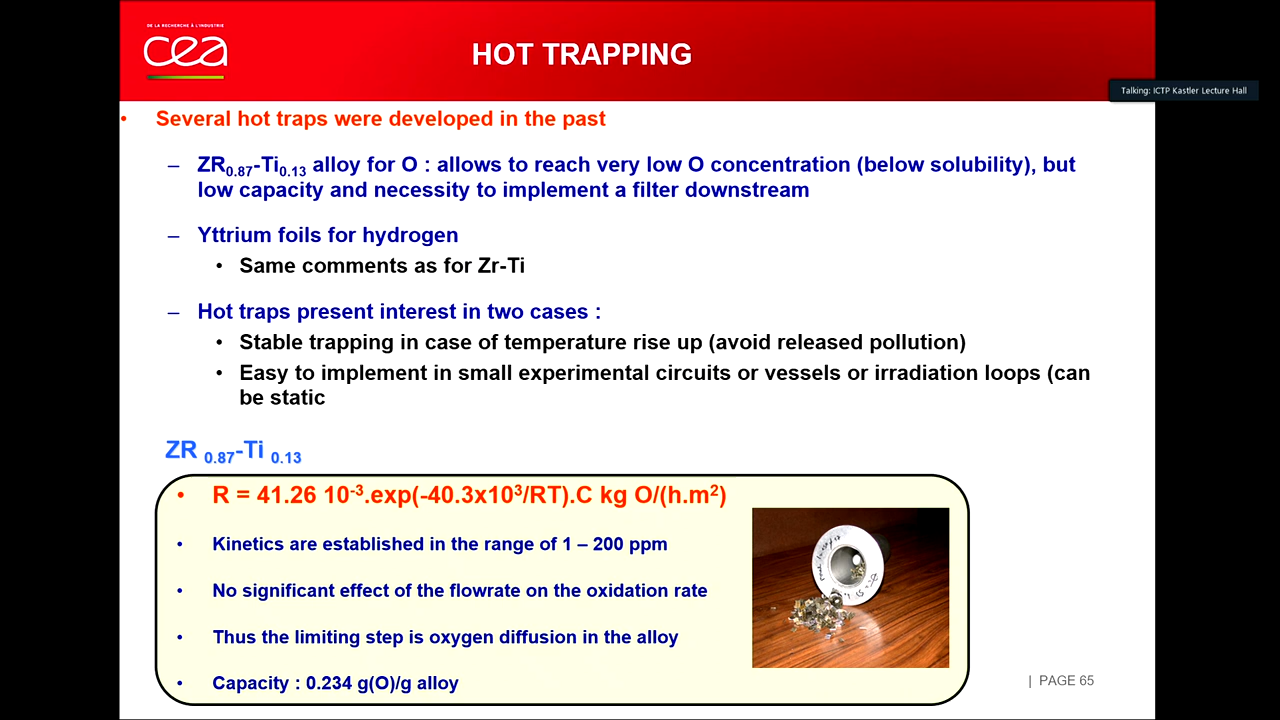 DE LA RECHERCHE À L'INDUSTRIE
cea
HOT TRAPPING
Talking: ICTP Kastler Lecture Hall
• Several hot traps were developed in the past
– ZR0.87-Ti0.13 alloy for O : allows to reach very low O concentration (below solubility), but
low capacity and necessity to implement a filter downstream
– Yttrium foils for hydrogen
• Same comments as for Zr-Ti
– Hot traps present interest in two cases :
• Stable trapping in case of temperature rise up (avoid released pollution)
• Easy to implement in small experimental circuits or vessels or irradiation loops (can
be static
ZR 0.87-Ti 0.13
• R = 41.26 10-3.exp(-40.3x103/RT).C kg O/(h.m2)
• Kinetics are established in the range of 1 – 200 ppm
• No significant effect of the flowrate on the oxidation rate
• Thus the limiting step is oxygen diffusion in the alloy
• Capacity : 0.234 g(O)/g alloy
| PAGE 65